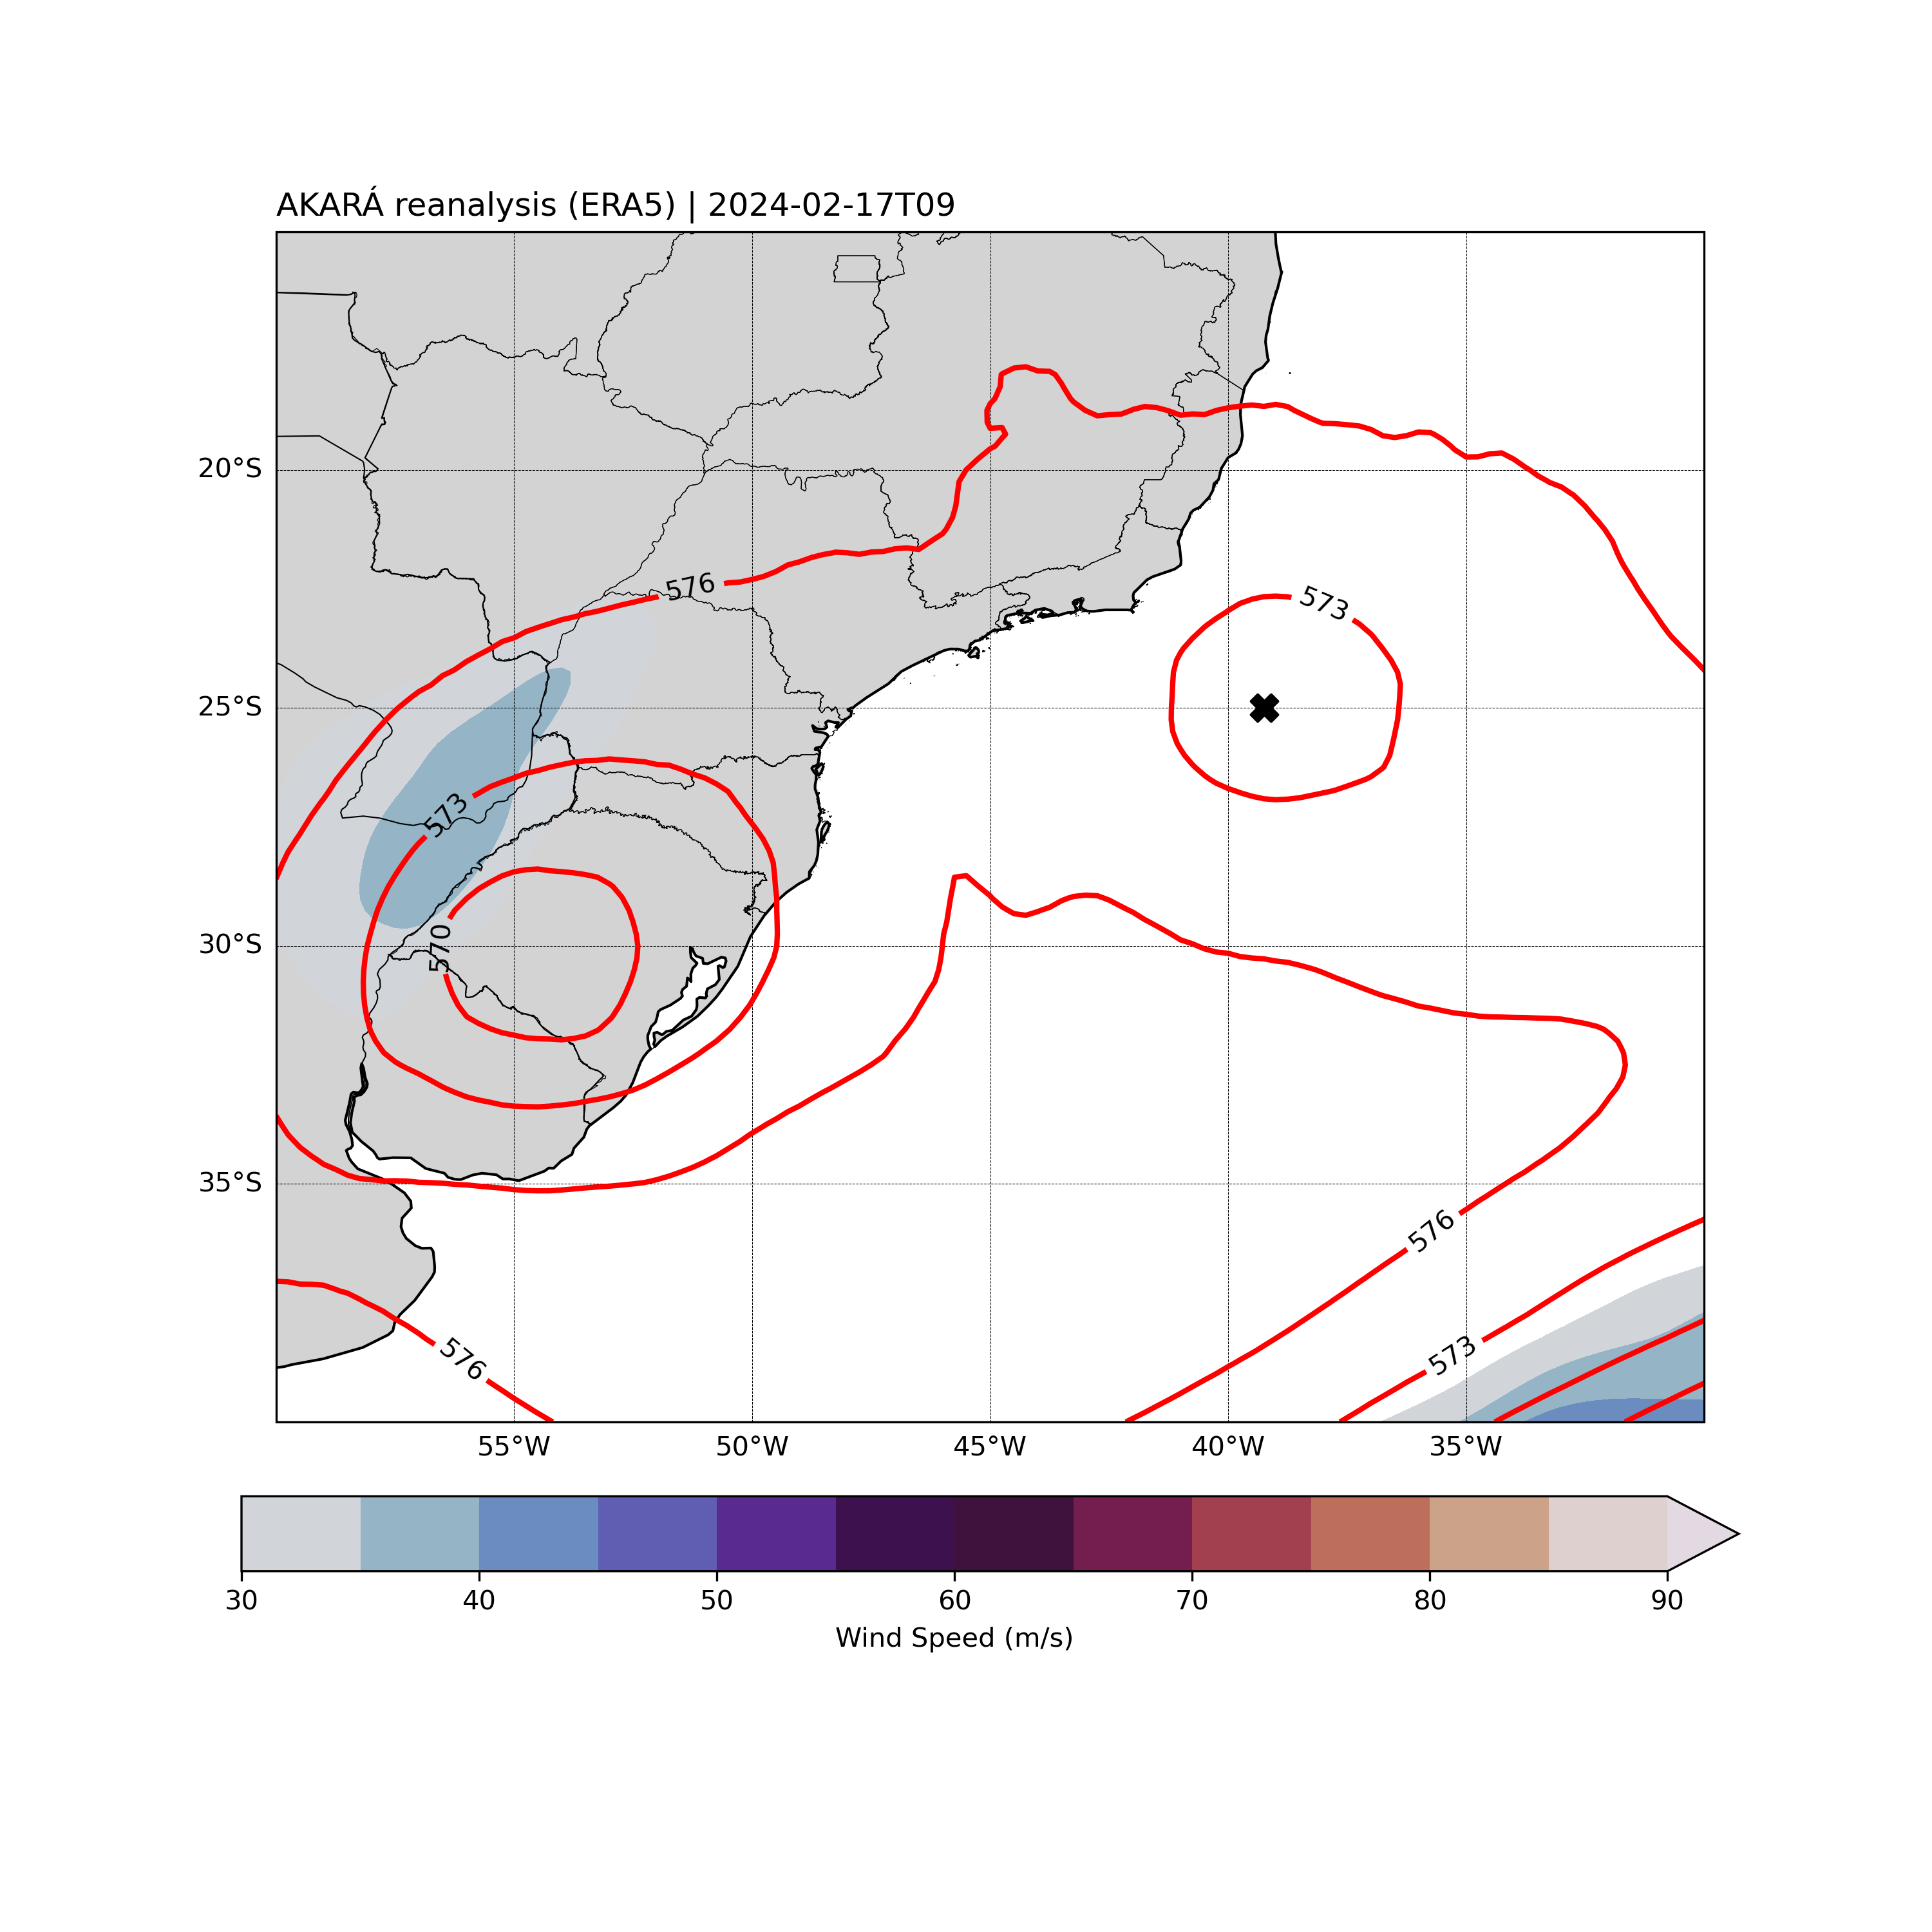 AKARÁ reanalysis (ERA5) | 2024-02-17T09
576
573
20°S
25°S
573
570
30°S
35°S
576
573
576
55°W 50°W 45°W 40°W 35°W
30 40 50 60 70 80 90
Wind Speed (m/s)